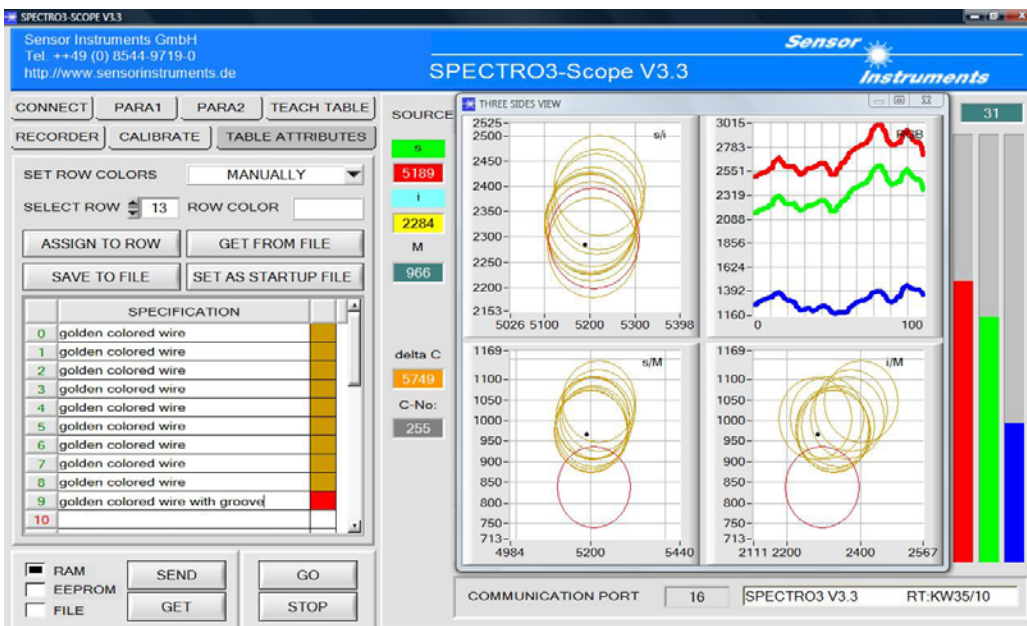 SPECTRO3-SCOPE V3.3
Sensor Instruments GmbH
Tel. ++49 (0) 8544-9719-0
http://www.sensorinstruments.de
SPECTRO3-Scope V3.3
Sensor
Instruments
CONNECT PARA1 PARA2 TEACH TABLE
RECORDER CALIBRATE TABLE ATTRIBUTES
SET ROW COLORS MANUALLY
SELECT ROW 13 ROW COLOR
ASSIGN TO ROW GET FROM FILE
SAVE TO FILE SET AS STARTUP FILE
SPECIFICATION
0 golden colored wire
1 golden colored wire
2 golden colored wire
3 golden colored wire
4 golden colored wire
5 golden colored wire
6 golden colored wire
7 golden colored wire
8 golden colored wire
9 golden colored wire with groove
10
RAM
EEPROM
FILE
SEND GO
GET STOP
SOURCE
s
5189
i
2284
M
966
delta C
5749
C-No:
255
THREE SIDES VIEW
s/i
2525
2500
2450
2400
2350
2300
2250
2200
2153
5026 5100 5200 5300 5398
RGB
3015
2783
2551
2319
2088
1856
1624
1392
1160
0 100
s/M
1169
1100
1050
1000
950
900
850
800
750
713
4984 5200 5440
i/M
1169
1100
1050
1000
950
900
850
800
750
713
2111 2200 2400 2567
31
COMMUNICATION PORT 16 SPECTRO3 V3.3 RT:KW35/10